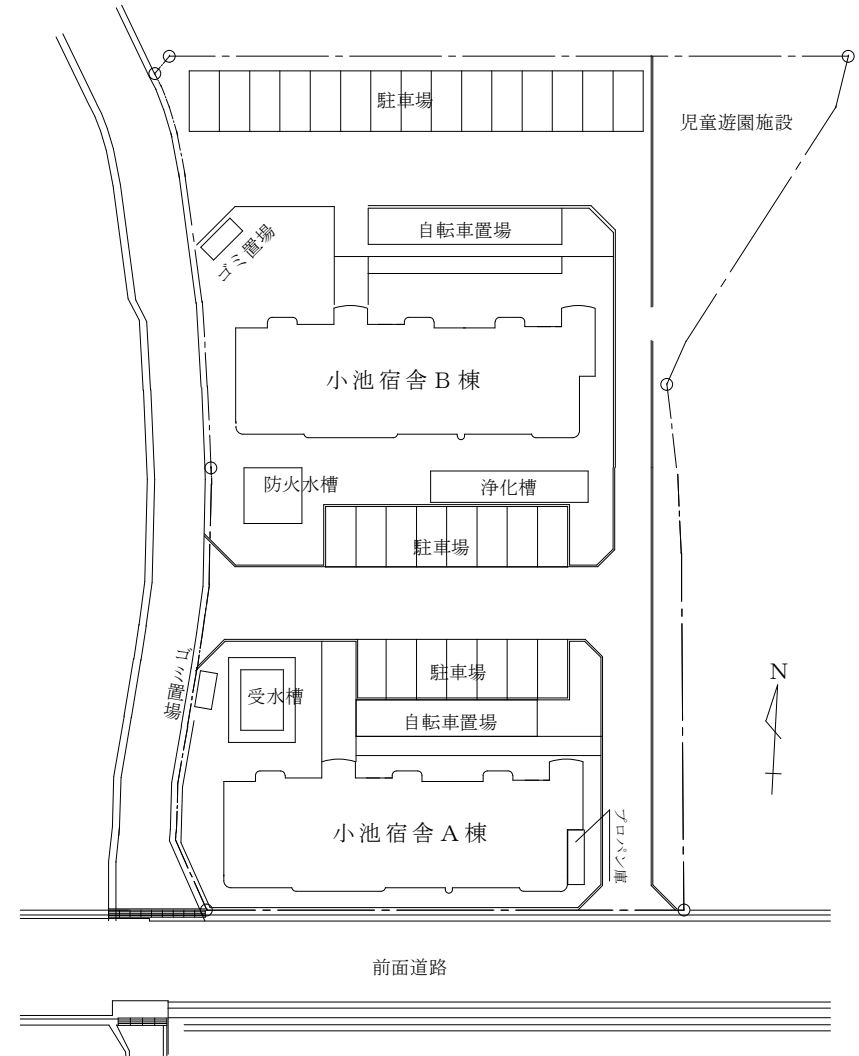 駐車場
児童遊園施設
自転車置場
ゴミ置場
小池宿舎B棟
防火水槽
浄化槽
駐車場
ゴミ置場
受水槽
駐車場
N
自転車置場
小池宿舎A棟
プロパン庫
前面道路